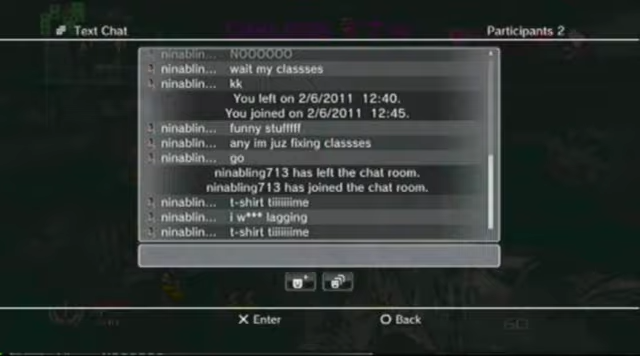 Text Chat
Participants 2
ninablin... NOOOOOO
ninablin... wait my classses
ninablin... kk
You left on 2/6/2011 12:40.
You joined on 2/6/2011 12:45.
ninablin... funny stufffff
ninablin... any im juz fixing classses
ninablin... go
ninabling713 has left the chat room.
ninabling713 has joined the chat room.
ninablin... t-shirt tiiiiiiime
ninablin... i w*** lagging
ninablin... t-shirt tiiiiiiime
Enter
Back